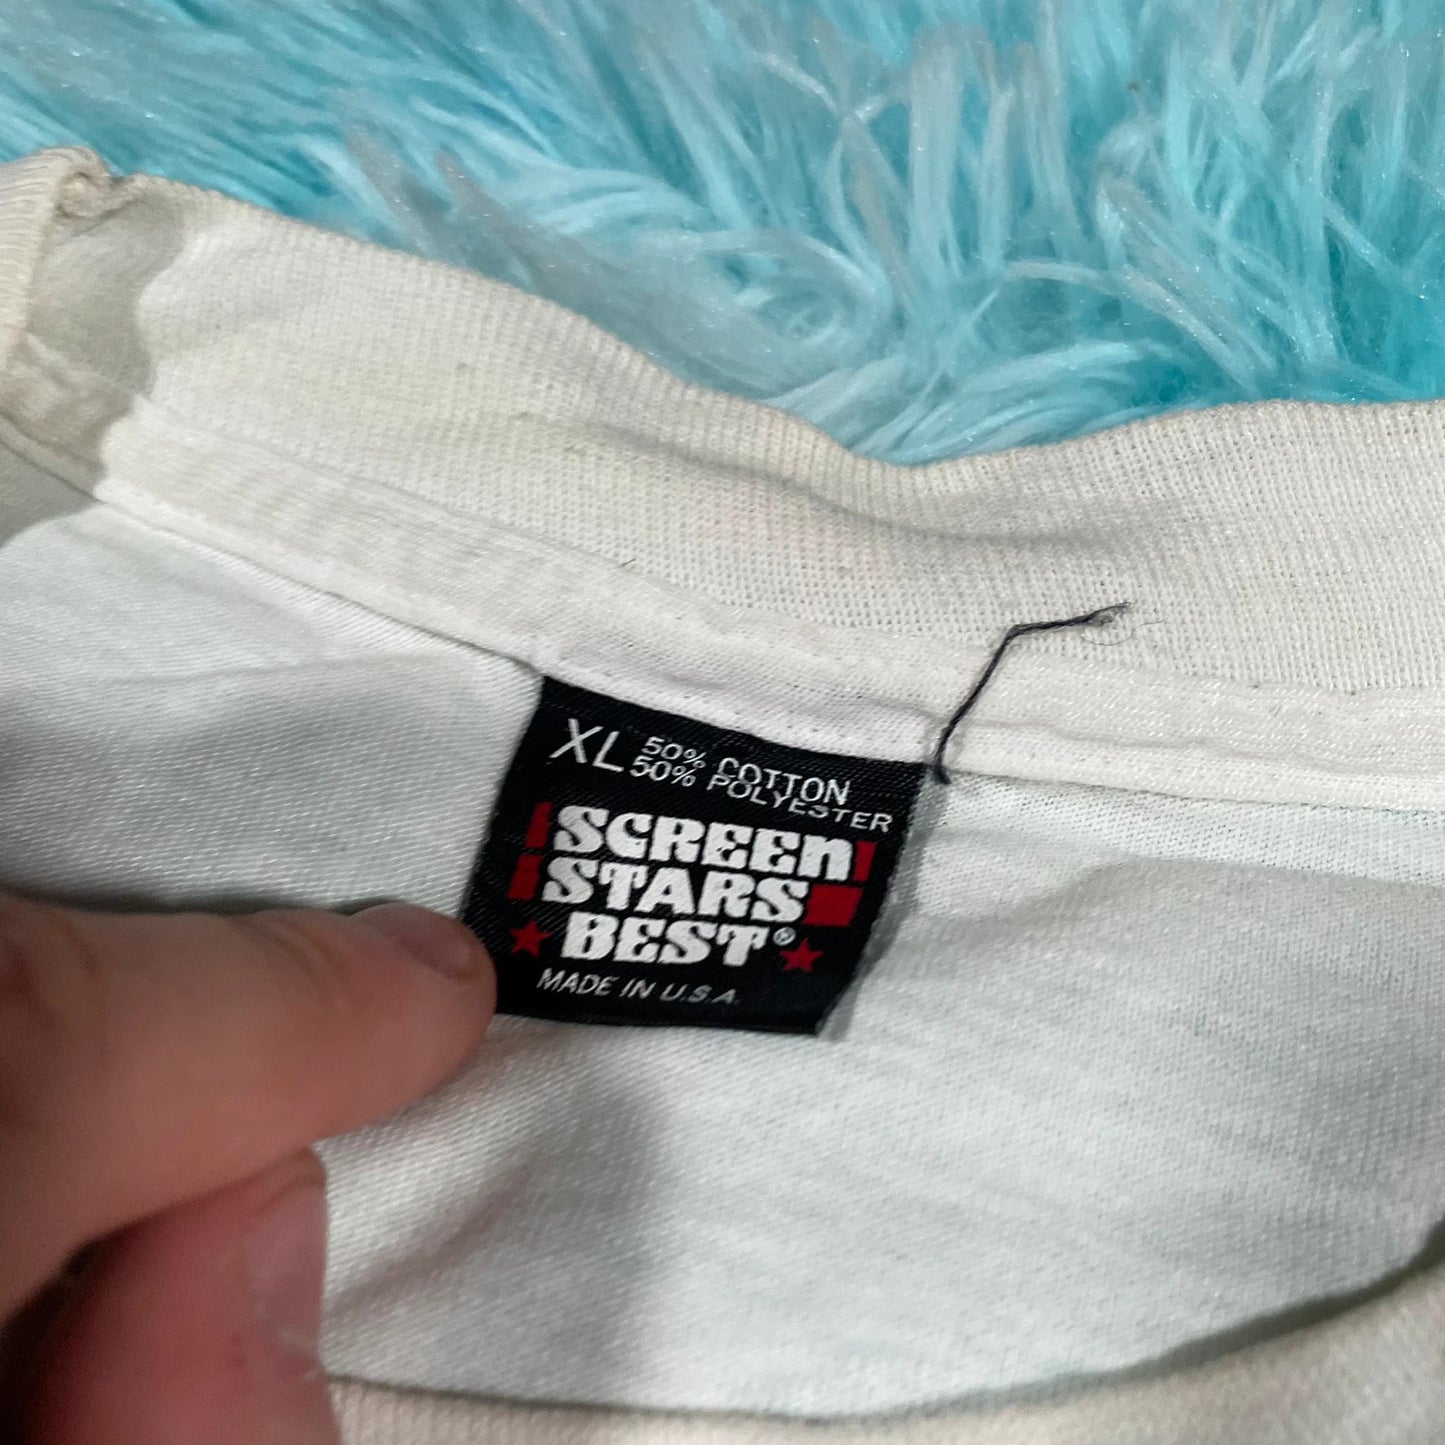 XL 50% COTTON
50% POLYESTER
SCREEN
STARS
BEST®
MADE IN U.S.A.